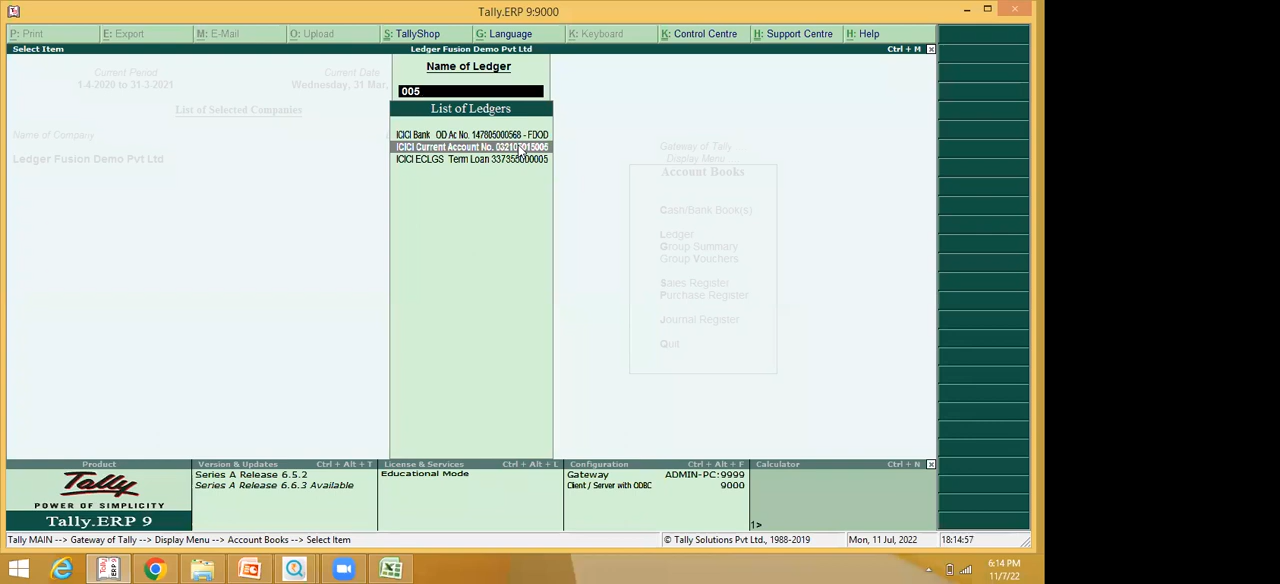 Tally.ERP 9:9000
P: Print E: Export M: E-Mail O: Upload S: TallyShop G: Language K: Keyboard K: Control Centre H: Support Centre H: Help
Select Item Ledger Fusion Demo Pvt Ltd Ctrl + M
Current Period Current Date
1-4-2020 to 31-3-2021 Wednesday, 31 Mar,
List of Selected Companies
Name of Company
Ledger Fusion Demo Pvt Ltd
Name of Ledger
005
List of Ledgers
ICICI Bank OD Ac No. 147805000568 - FDOD
ICICI Current Account No.
ICICI ECLGS Term Loan
Gateway of Tally ...
Display Menu
Account Books
Cash/Bank Book(s)
Ledger
Group Summary
Group Vouchers
Sales Register
Purchase Register
Journal Register
Quit
Product
Tally
POWER OF SIMPLICITY
Tally.ERP 9
Version & Updates Ctrl + Alt + T
Series A Release 6.5.2
Series A Release 6.6.3 Available
License & Services Ctrl + Alt + L
Educational Mode
Configuration Ctrl + Alt + F
Gateway ADMIN-PC:9999
Client / Server with ODBC 9000
Calculator Ctrl + N
1>
Tally MAIN --> Gateway of Tally --> Display Menu --> Account Books --> Select Item © Tally Solutions Pvt Ltd., 1988-2019 Mon, 11 Jul, 2022 18:14:57
6:14 PM
11/7/22